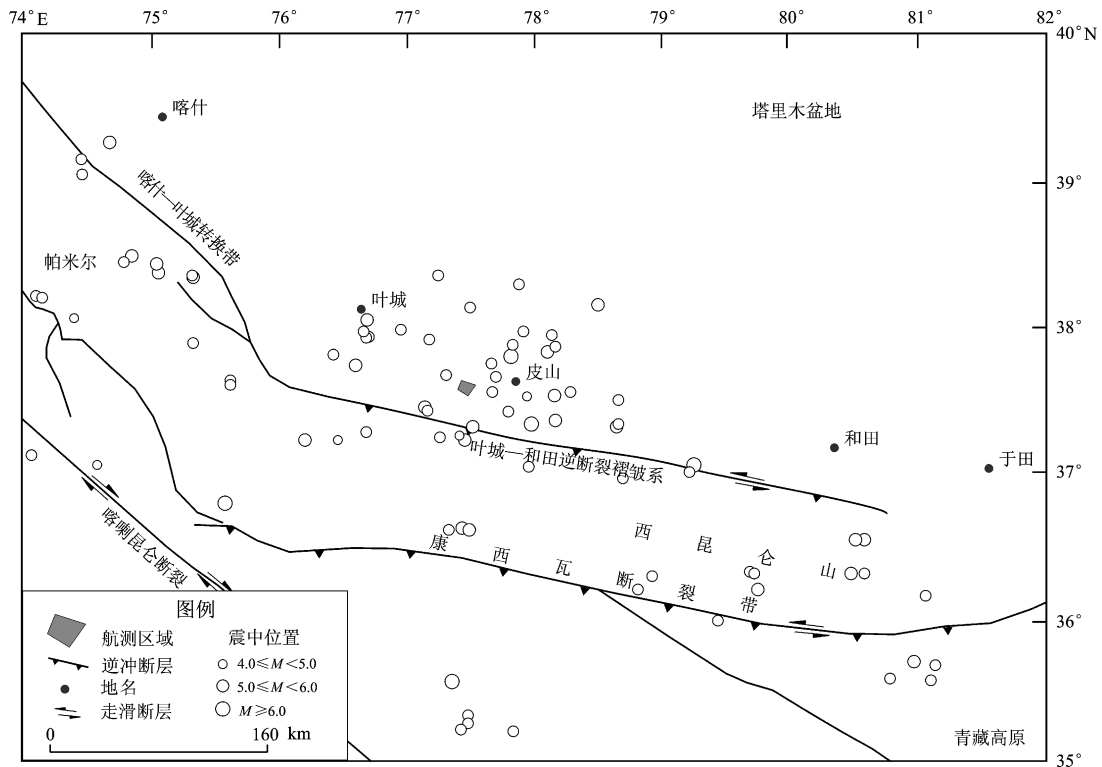 74°E 75° 76° 77° 78° 79° 80° 81° 82°
40°N
喀什
塔里木盆地
39°
喀什—叶城转换带
帕米尔
叶城
38°
皮山
和田
叶城—和田逆断裂褶皱系
于田
37°
喀喇昆仑断裂
西昆仑山
康西瓦断裂带
36°
图例
航测区域
震中位置
逆冲断层
4.0≤M<5.0
地名
5.0≤M<6.0
走滑断层
M≥6.0
0 160 km
青藏高原
35°